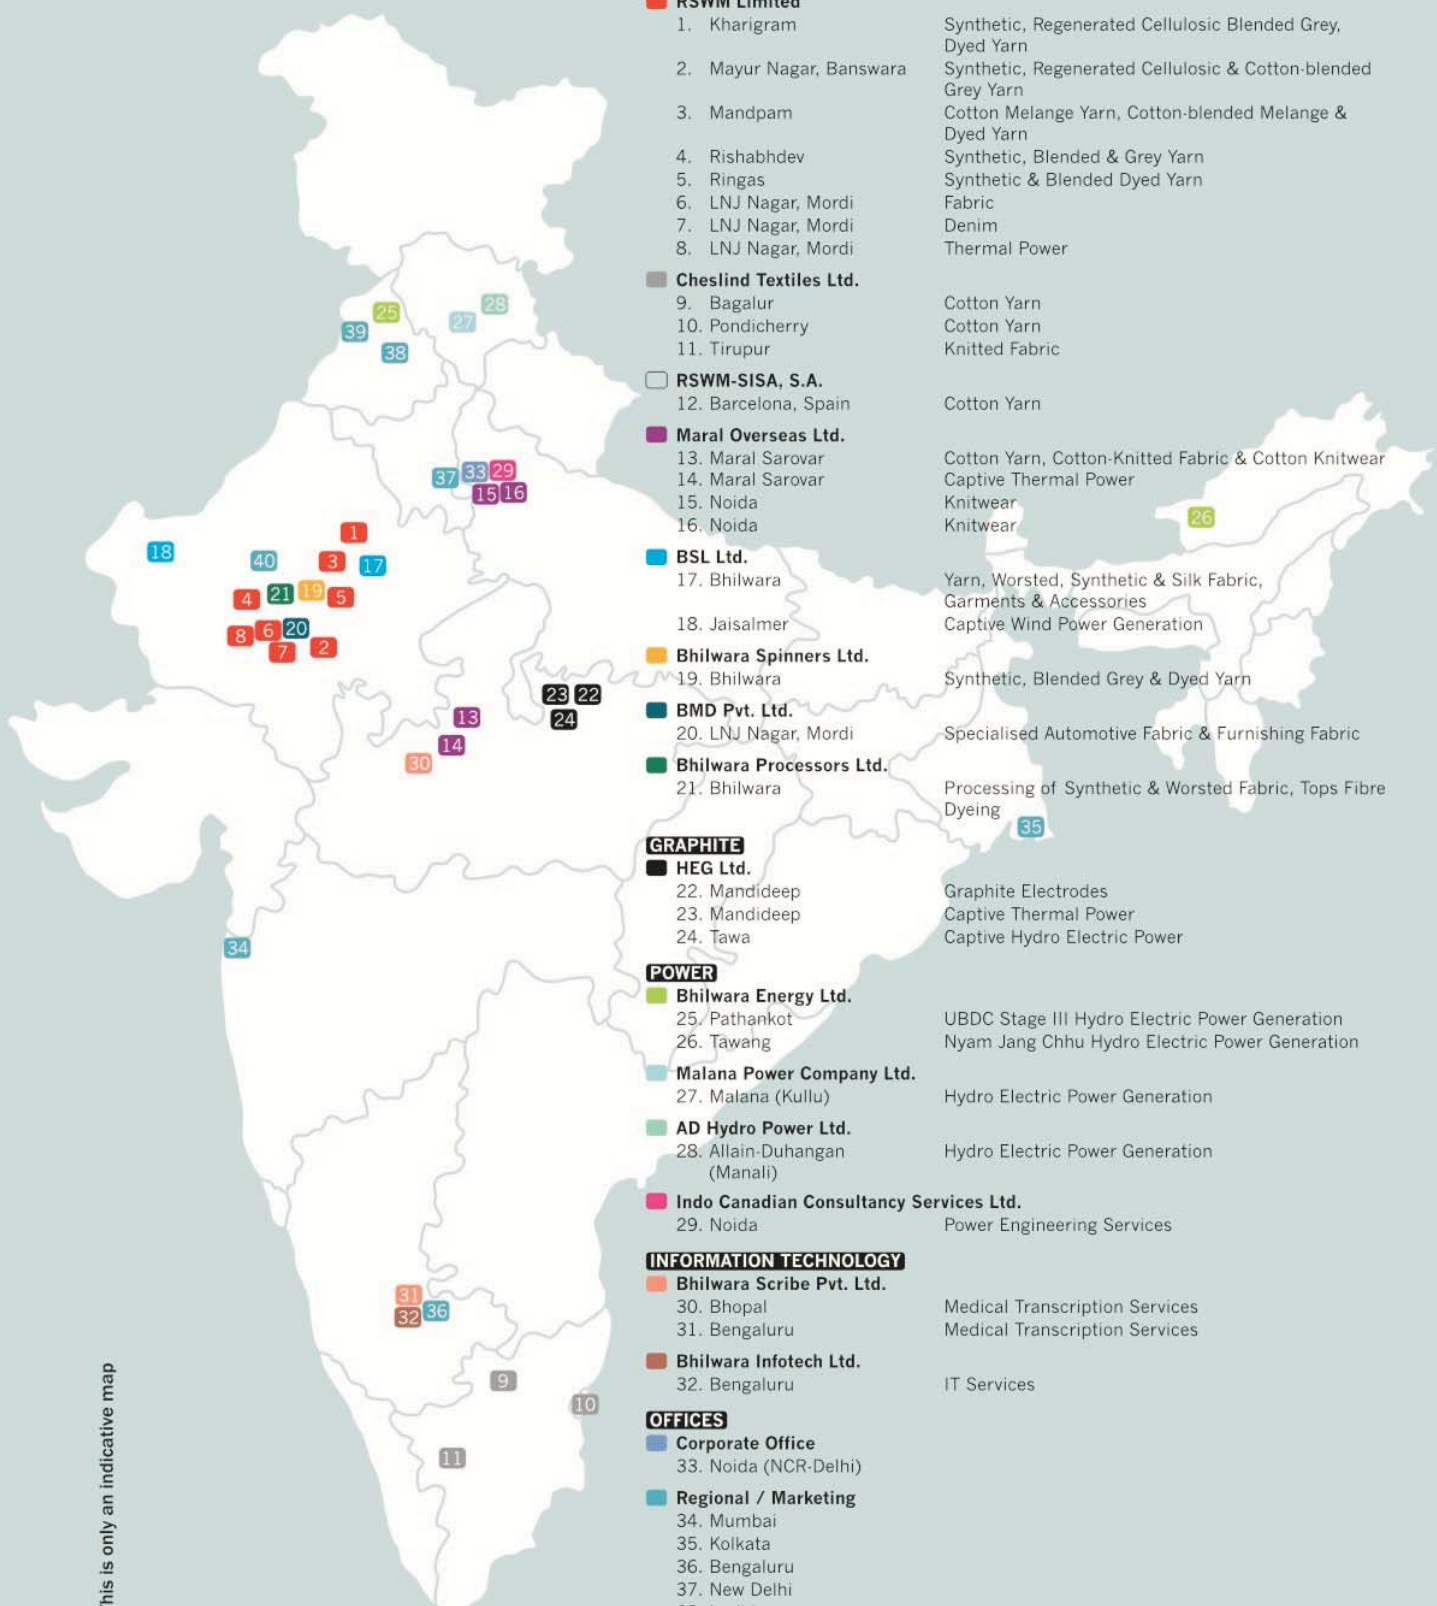 RSWM Limited
1. Kharigram Synthetic, Regenerated Cellulosic Blended Grey,
Dyed Yarn
2. Mayur Nagar, Banswara Synthetic, Regenerated Cellulosic & Cotton-blended
Grey Yarn
3. Mandpam Cotton Melange Yarn, Cotton-blended Melange &
Dyed Yarn
4. Rishabhdev Synthetic, Blended & Grey Yarn
5. Ringas Synthetic & Blended Dyed Yarn
6. LNJ Nagar, Mordi Fabric
7. LNJ Nagar, Mordi Denim
8. LNJ Nagar, Mordi Thermal Power
Cheslind Textiles Ltd.
9. Bagalur Cotton Yarn
10. Pondicherry Cotton Yarn
11. Tirupur Knitted Fabric
RSWM-SISA, S.A.
12. Barcelona, Spain Cotton Yarn
Maral Overseas Ltd.
13. Maral Sarovar Cotton Yarn, Cotton-Knitted Fabric & Cotton Knitwear
14. Maral Sarovar Captive Thermal Power
15. Noida Knitwear
16. Noida Knitwear
BSL Ltd.
17. Bhilwara Yarn, Worsted, Synthetic & Silk Fabric,
Garments & Accessories
18. Jaisalmer Captive Wind Power Generation
Bhilwara Spinners Ltd.
19. Bhilwara Synthetic, Blended Grey & Dyed Yarn
BMD Pvt. Ltd.
20. LNJ Nagar, Mordi Specialised Automotive Fabric & Furnishing Fabric
Bhilwara Processors Ltd.
21. Bhilwara Processing of Synthetic & Worsted Fabric, Tops Fibre
Dyeing
GRAPHITE
HEG Ltd.
22. Mandideep Graphite Electrodes
23. Mandideep Captive Thermal Power
24. Tawa Captive Hydro Electric Power
POWER
Bhilwara Energy Ltd.
25. Pathankot UBDC Stage III Hydro Electric Power Generation
26. Tawang Nyam Jang Chhu Hydro Electric Power Generation
Malana Power Company Ltd.
27. Malana (Kullu) Hydro Electric Power Generation
AD Hydro Power Ltd.
28. Allain-Duhangan Hydro Electric Power Generation
(Manali)
Indo Canadian Consultancy Services Ltd.
29. Noida Power Engineering Services
INFORMATION TECHNOLOGY
Bhilwara Scribe Pvt. Ltd.
30. Bhopal Medical Transcription Services
31. Bengaluru Medical Transcription Services
Bhilwara Infotech Ltd.
32. Bengaluru IT Services
OFFICES
Corporate Office
33. Noida (NCR-Delhi)
Regional / Marketing
34. Mumbai
35. Kolkata
36. Bengaluru
37. New Delhi
25
28
39
27
38
37 33 29
15 16
1
18
40 3 17
4 21 19 5
8 6 20
7 2
23 22
13 24
14
30
26
35
34
31
32 36
9
10
11
This is only an indicative map